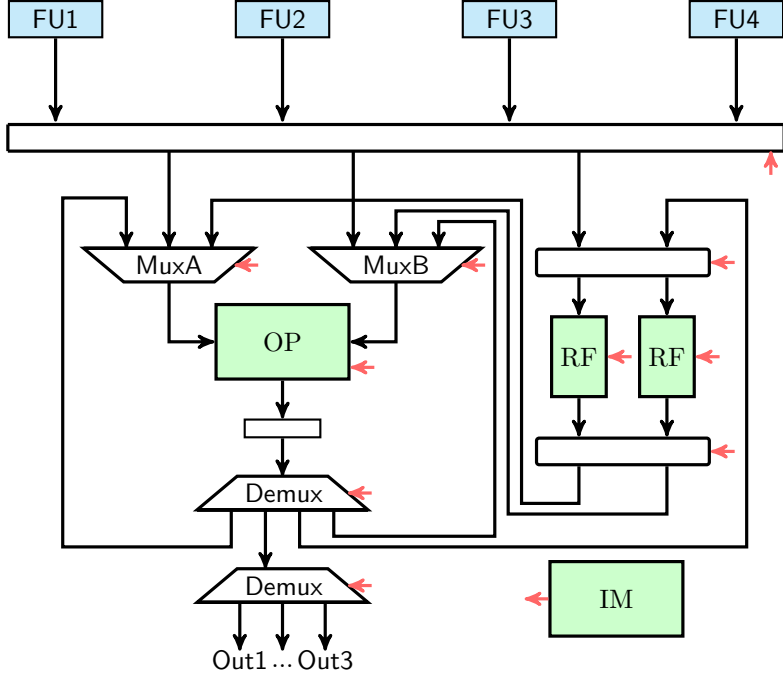 FU1 FU2 FU3 FU4
MuxA MuxB
OP RF RF
Demux
Demux IM
Out1 ... Out3